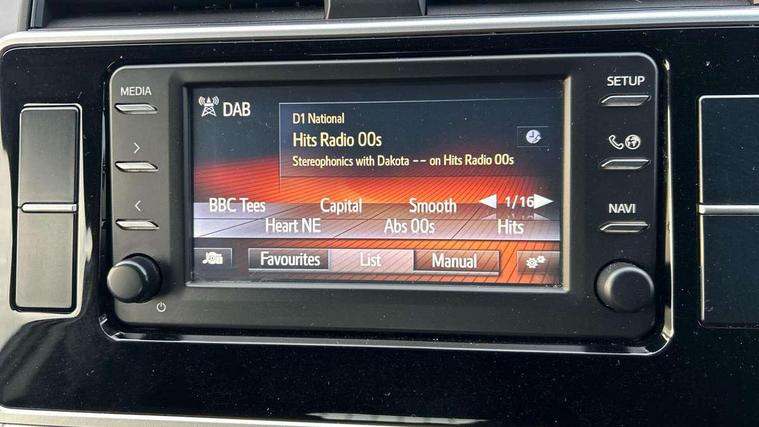 MEDIA
SETUP
NAVI
DAB
D1 National
Hits Radio 00s
Stereophonics with Dakota -- on Hits Radio 00s
BBC Tees Capital Smooth 1/16
Heart NE Abs 00s Hits
Favourites List Manual